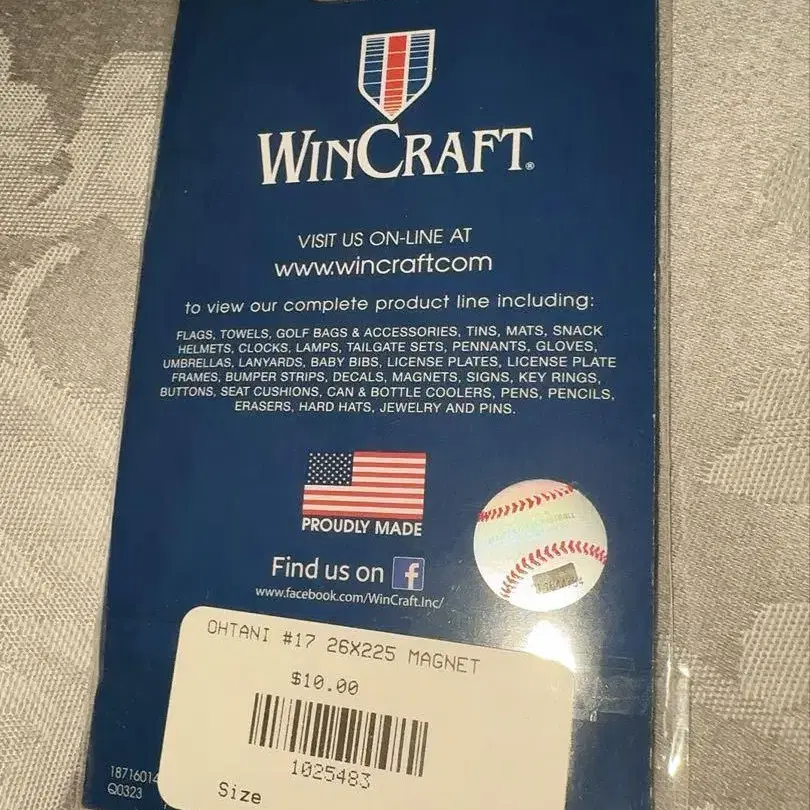 WINCRAFT®
VISIT US ON-LINE AT
www.wincraft.com
to view our complete product line including:
FLAGS, TOWELS, GOLF BAGS & ACCESSORIES, TINS, MATS, SNACK
HELMETS, CLOCKS, LAMPS, TAILGATE SETS, PENNANTS, GLOVES,
UMBRELLAS, LANYARDS, BABY BIBS, LICENSE PLATES, LICENSE PLATE
FRAMES, BUMPER STRIPS, DECALS, MAGNETS, SIGNS, KEY RINGS,
BUTTONS, SEAT CUSHIONS, CAN & BOTTLE COOLERS, PENS, PENCILS,
ERASERS, HARD HATS, JEWELRY AND PINS.
PROUDLY MADE
Find us on f
www.facebook.com/WinCraft.Inc/
OHTANI #17 26X225 MAGNET
$10.00
1025483
Size
18716014
Q0323